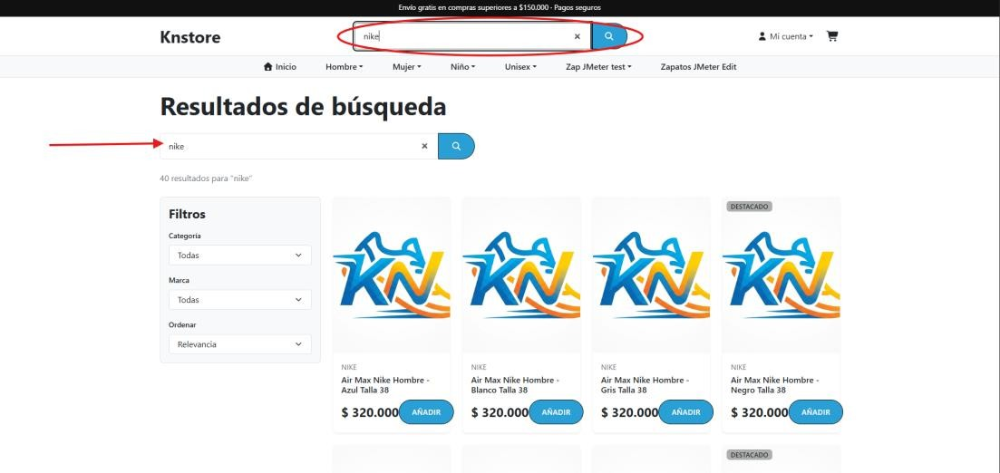 Envío gratis en compras superiores a $150.000 · Pagos seguros
Knstore
nike
Mi cuenta
Inicio
Hombre
Mujer
Niño
Unisex
Zap JMeter test
Zapatos JMeter Edit
Resultados de búsqueda
nike
40 resultados para "nike"
Filtros
Categoría
Todas
Marca
Todas
Ordenar
Relevancia
KN
NIKE
Air Max Nike Hombre -
Azul Talla 38
$ 320.000
AÑADIR
KN
NIKE
Air Max Nike Hombre -
Blanco Talla 38
$ 320.000
AÑADIR
KN
NIKE
Air Max Nike Hombre -
Gris Talla 38
$ 320.000
AÑADIR
DESTACADO
KN
NIKE
Air Max Nike Hombre -
Negro Talla 38
$ 320.000
AÑADIR
DESTACADO